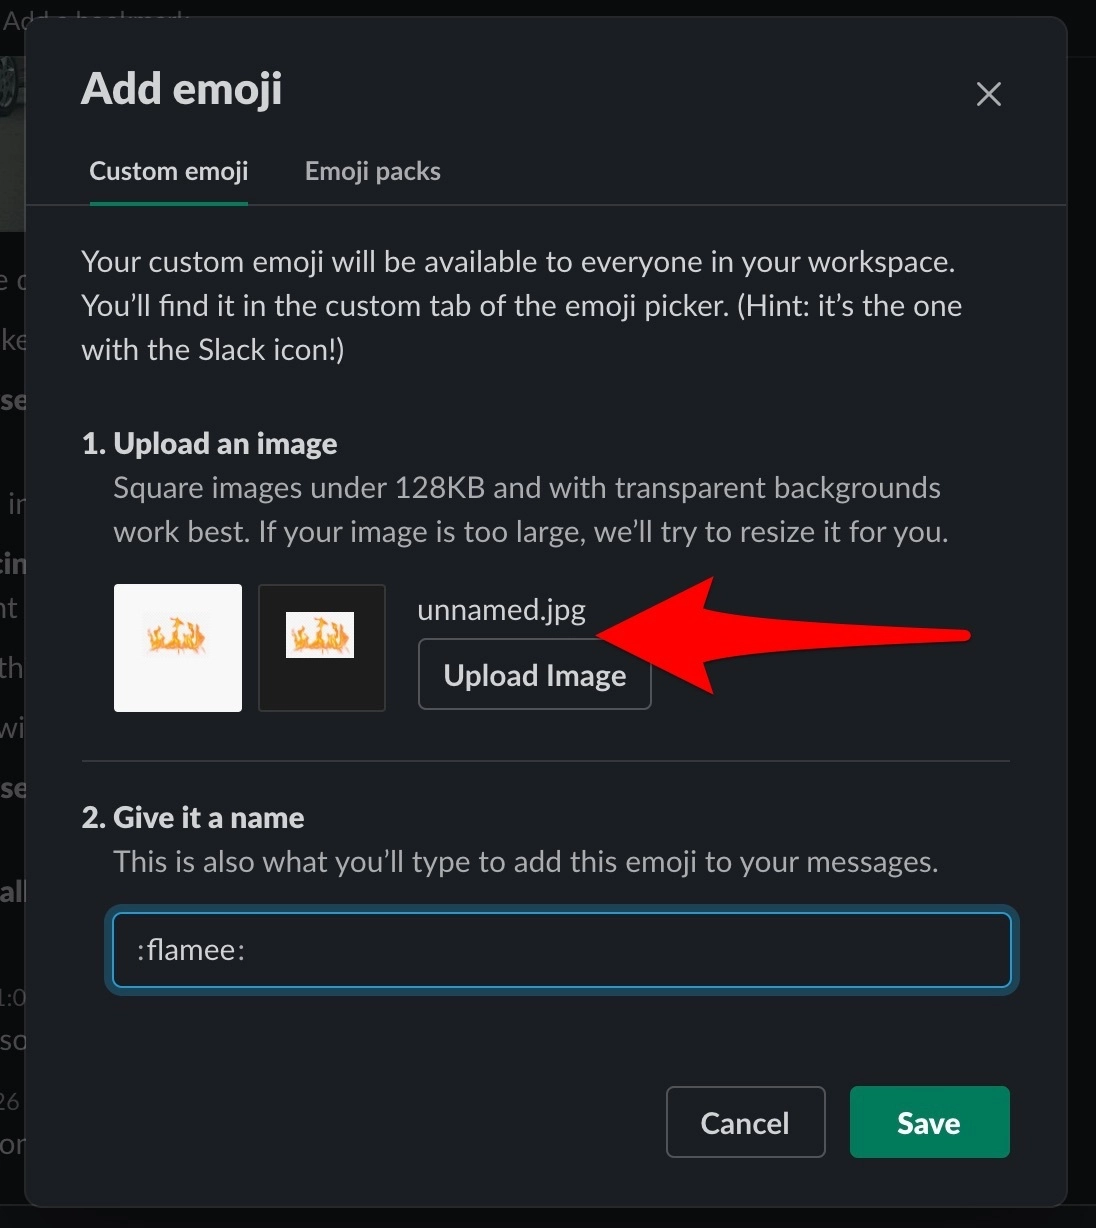 Add emoji
Custom emoji
Emoji packs
Your custom emoji will be available to everyone in your workspace.
You’ll find it in the custom tab of the emoji picker. (Hint: it’s the one
with the Slack icon!)
1. Upload an image
Square images under 128KB and with transparent backgrounds
work best. If your image is too large, we’ll try to resize it for you.
unnamed.jpg
Upload Image
2. Give it a name
This is also what you’ll type to add this emoji to your messages.
:flamee:
Cancel
Save